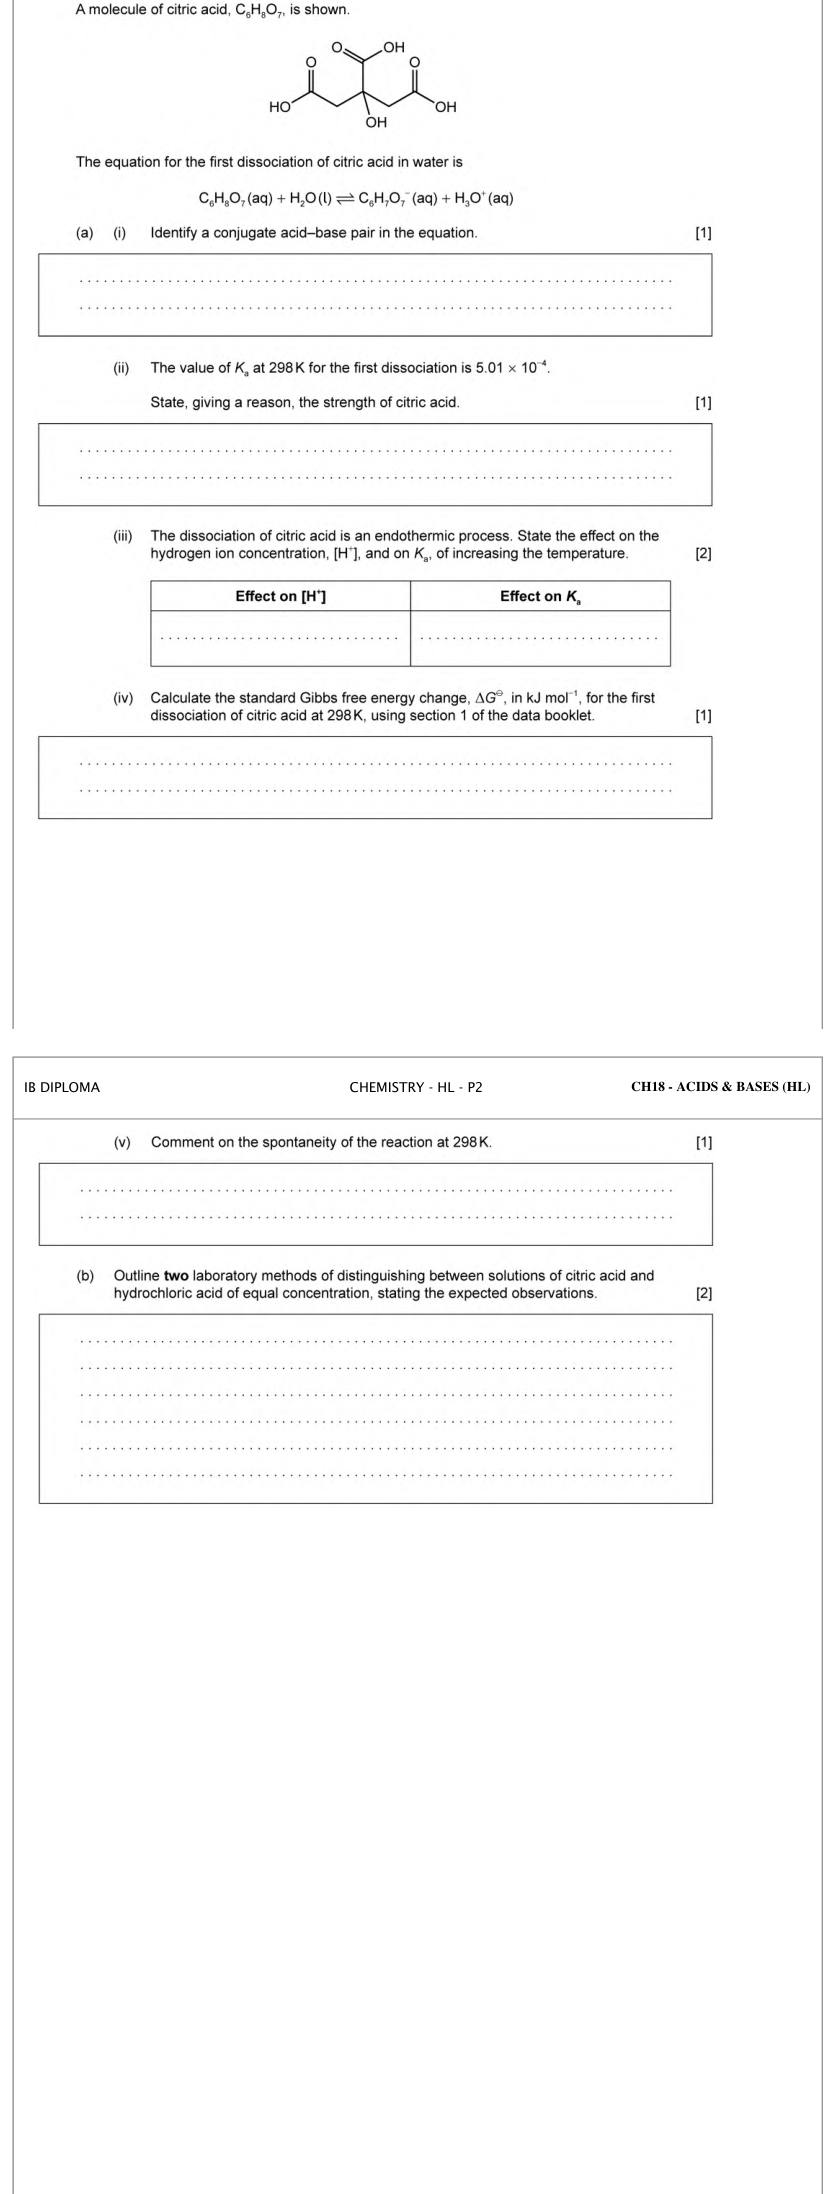 A molecule of citric acid, C₆H₈O₇, is shown.
O OH
O O
HO OH
OH
The equation for the first dissociation of citric acid in water is
C₆H₈O₇ (aq) + H₂O (l) ⇌ C₆H₇O₇⁻ (aq) + H₃O⁺ (aq)
(a) (i) Identify a conjugate acid–base pair in the equation. [1]
(ii) The value of Kₐ at 298 K for the first dissociation is 5.01 × 10⁻⁴.
State, giving a reason, the strength of citric acid. [1]
(iii) The dissociation of citric acid is an endothermic process. State the effect on the
hydrogen ion concentration, [H⁺], and on Kₐ, of increasing the temperature. [2]
Effect on [H⁺] Effect on Kₐ
(iv) Calculate the standard Gibbs free energy change, ΔG⦵, in kJ mol⁻¹, for the first
dissociation of citric acid at 298 K, using section 1 of the data booklet. [1]
IB DIPLOMA CHEMISTRY - HL - P2 CH18 - ACIDS & BASES (HL)
(v) Comment on the spontaneity of the reaction at 298 K. [1]
(b) Outline two laboratory methods of distinguishing between solutions of citric acid and
hydrochloric acid of equal concentration, stating the expected observations. [2]